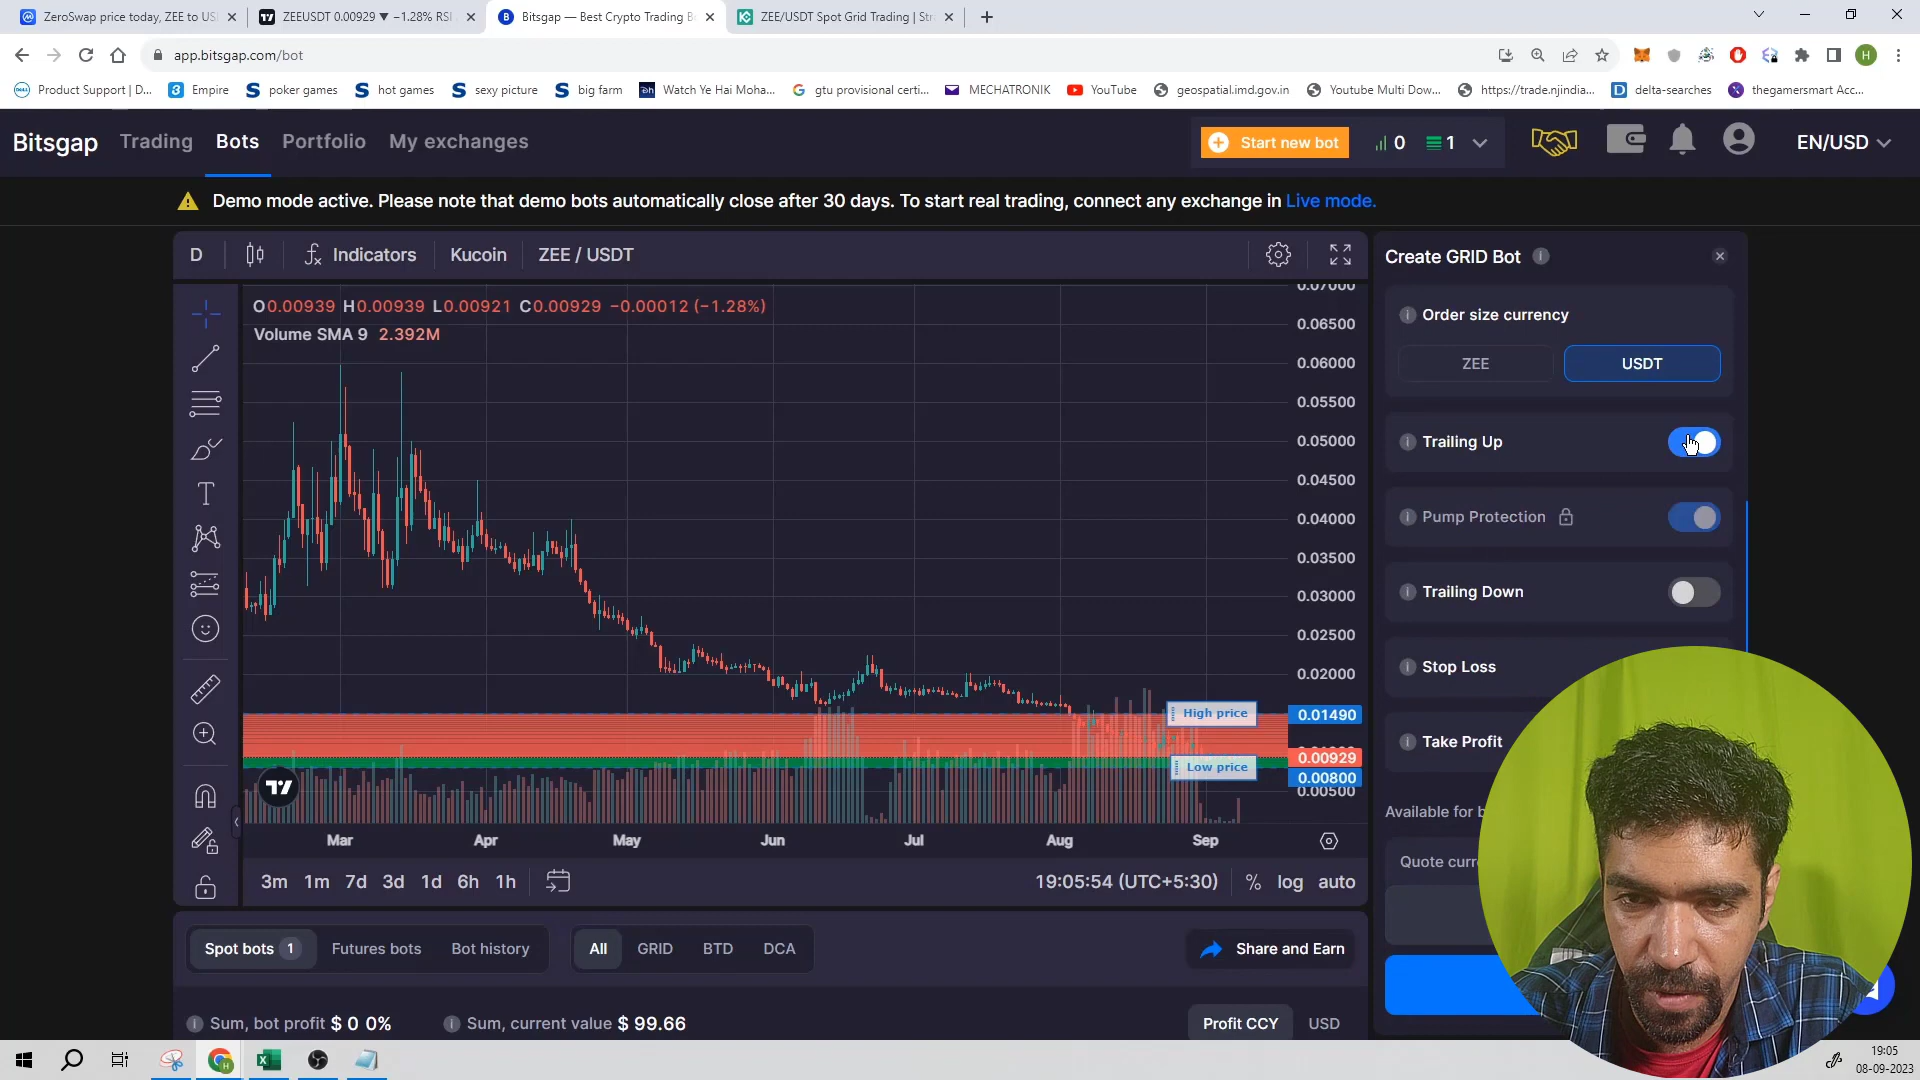 ZeroSwap price today, ZEE to US
ZEEUSDT 0.00929 ▼ −1.28% RSI
Bitsgap — Best Crypto Trading B
ZEE/USDT Spot Grid Trading | Str
app.bitsgap.com/bot
H
Product Support | D...
Empire
poker games
hot games
sexy picture
big farm
Watch Ye Hai Moha...
gtu provisional certi...
MECHATRONIK
YouTube
geospatial.imd.gov.in
Youtube Multi Dow...
https://trade.njindia...
delta-searches
thegamersmart Acc...
Bitsgap
Trading
Bots
Portfolio
My exchanges
Start new bot
0
1
EN/USD
Demo mode active. Please note that demo bots automatically close after 30 days. To start real trading, connect any exchange in Live mode.
D
Indicators
Kucoin
ZEE / USDT
Create GRID Bot
O0.00939 H0.00939 L0.00921 C0.00929 −0.00012 (−1.28%)
Volume SMA 9 2.392M
0.07000
0.06500
0.06000
0.05500
0.05000
0.04500
0.04000
0.03500
0.03000
0.02500
0.02000
High price
0.01490
0.00929
Low price
0.00800
0.00500
Mar
Apr
May
Jun
Jul
Aug
Sep
3m 1m 7d 3d 1d 6h 1h
19:05:54 (UTC+5:30)
%
log
auto
Order size currency
ZEE
USDT
Trailing Up
Pump Protection
Trailing Down
Stop Loss
Take Profit
Available for b
Quote curr
Spot bots 1
Futures bots
Bot history
All
GRID
BTD
DCA
Share and Earn
Sum, bot profit $ 0 0%
Sum, current value $ 99.66
Profit CCY
USD
19:05
08-09-2023